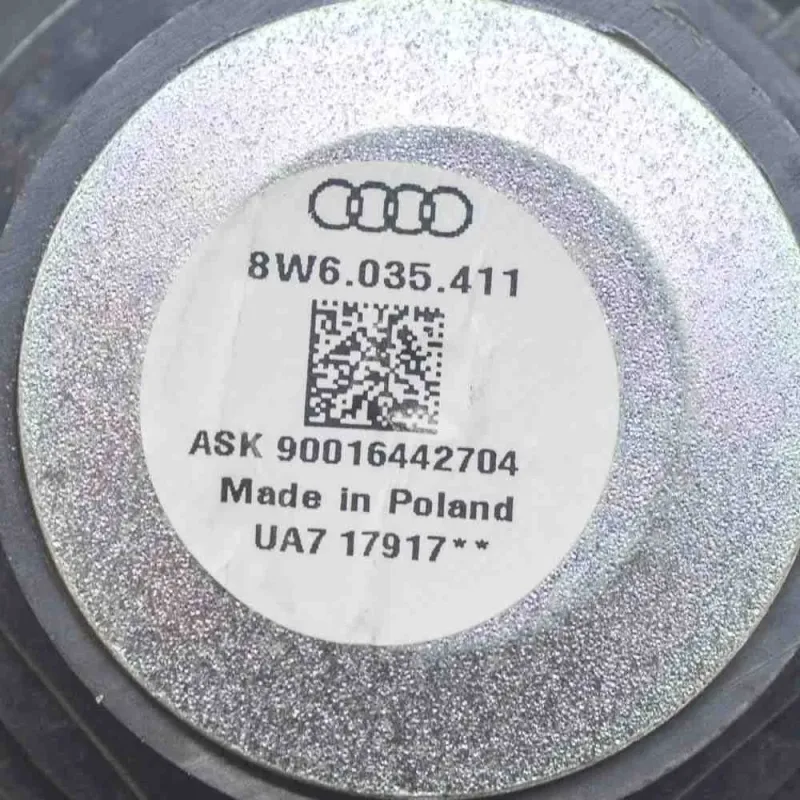 8W6.035.411
ASK 90016442704
Made in Poland
UA7 17917**